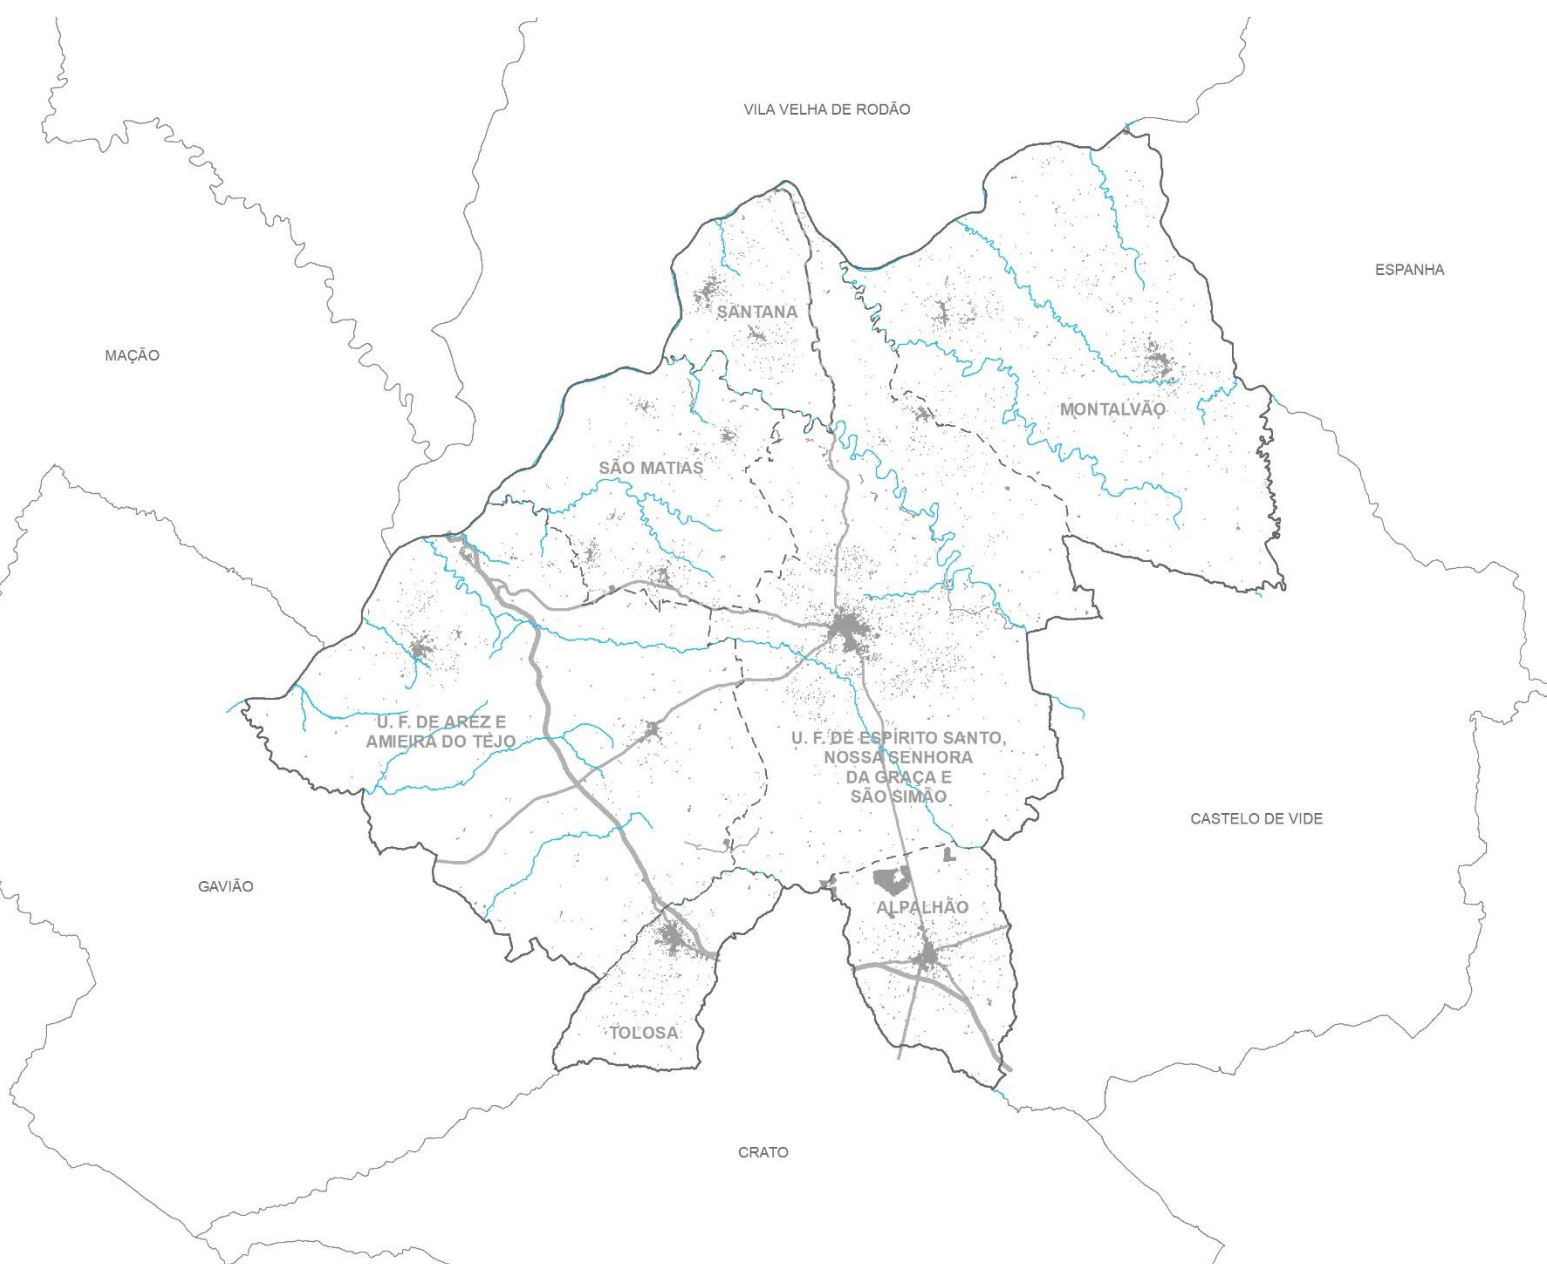 VILA VELHA DE RODÃO
ESPANHA
SANTANA
MAÇÃO
MONTALVÃO
SÃO MATIAS
U. F. DE AREZ E
AMIEIRA DO TEJO
U. F. DE ESPÍRITO SANTO,
NOSSA SENHORA
DA GRAÇA E
SÃO SIMÃO
CASTELO DE VIDE
GAVIÃO
ALPALHÃO
TOLOSA
CRATO